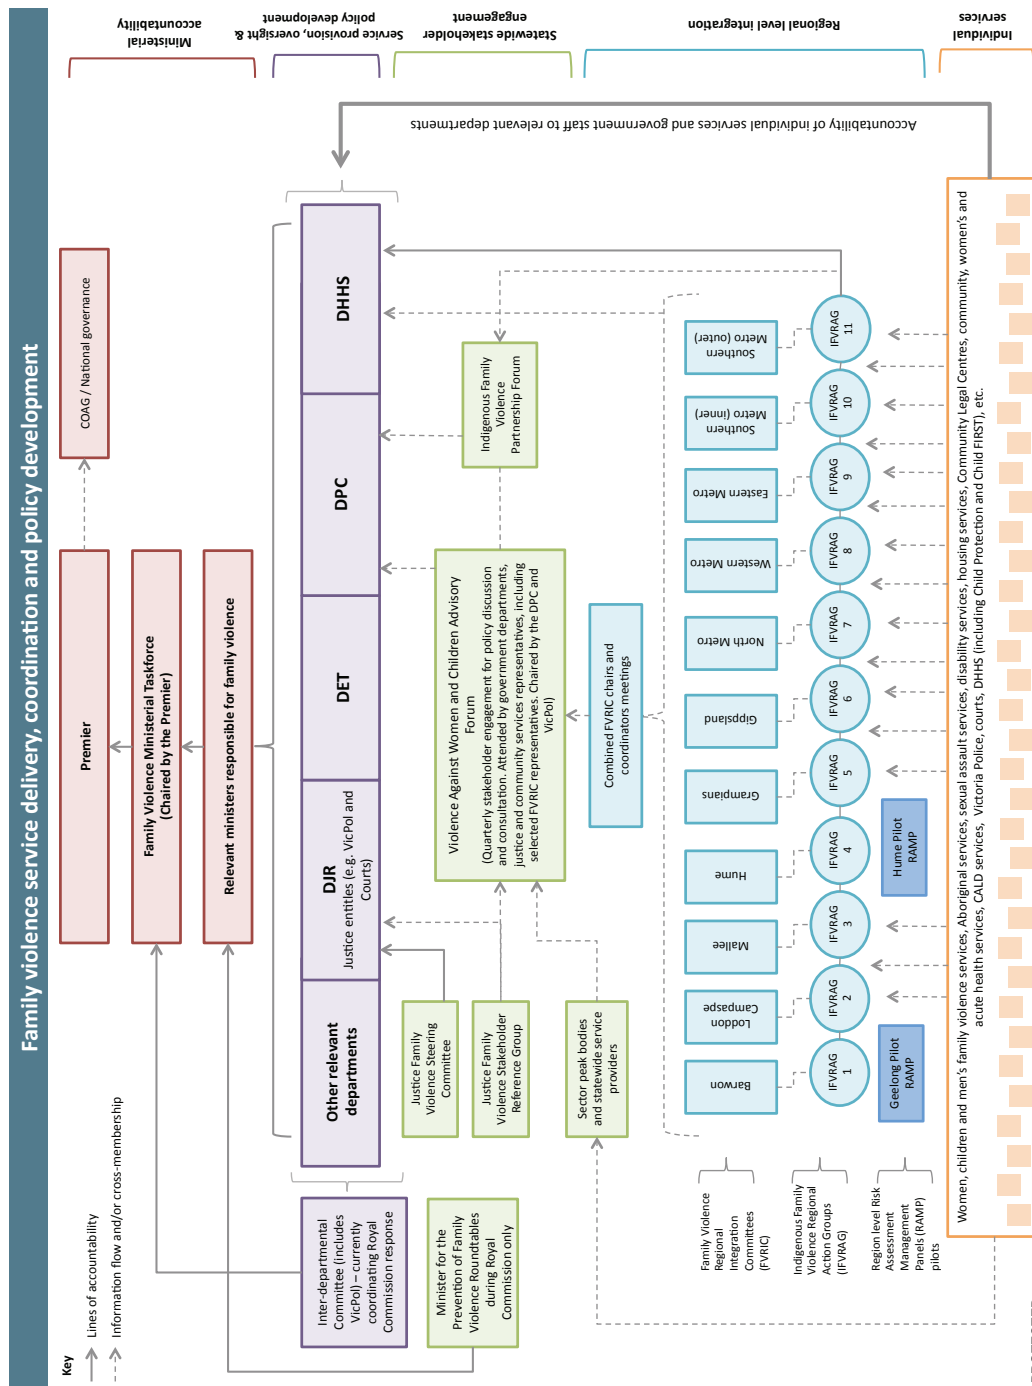 Family violence service delivery, coordination and policy development
Key
Lines of accountability
Information flow and/or cross-membership
Premier
COAG / National governance
Family Violence Ministerial Taskforce
(Chaired by the Premier)
Relevant ministers responsible for family violence
Ministerial
accountability
Inter-departmental
Committee (includes
VicPol) – currently
coordinating Royal
Commission response
Other relevant
departments
DJR
Justice entitles (e.g. VicPol and
Courts)
DET
DPC
DHHS
Service provision, oversight &
policy development
Minister for the
Prevention of Family
Violence Roundtables
during Royal
Commission only
Justice Family
Violence Steering
Committee
Justice Family
Violence Stakeholder
Reference Group
Violence Against Women and Children Advisory
Forum
(Quarterly stakeholder engagement for policy discussion
and consultation. Attended by government departments,
justice and community services representatives, including
selected FVRIC representatives. Chaired by the DPC and
VicPol)
Indigenous Family
Violence
Partnership Forum
Statewide stakeholder
engagement
Sector peak bodies
and statewide service
providers
Combined FVRIC chairs and
coordinators meetings
Accountability of individual services and government staff to relevant departments
Family Violence
Regional
Integration
Committees
(FVRIC)
Barwon
Loddon
Campaspe
Mallee
Hume
Grampians
Gippsland
North Metro
Western Metro
Eastern Metro
Southern
Metro (inner)
Southern
Metro (outer)
Regional level integration
Indigenous Family
Violence Regional
Action Groups
(IFVRAG)
IFVRAG
1
IFVRAG
2
IFVRAG
3
IFVRAG
4
IFVRAG
5
IFVRAG
6
IFVRAG
7
IFVRAG
8
IFVRAG
9
IFVRAG
10
IFVRAG
11
Region level Risk
Assessment
Management
Panels (RAMP)
pilots
Geelong Pilot
RAMP
Hume Pilot
RAMP
Women, children and men's family violence services, Aboriginal services, sexual assault services, disability services, housing services, Community Legal Centres, community, women's and
acute health services, CALD services, Victoria Police, courts, DHHS (including Child Protection and Child FIRST), etc.
Individual
services